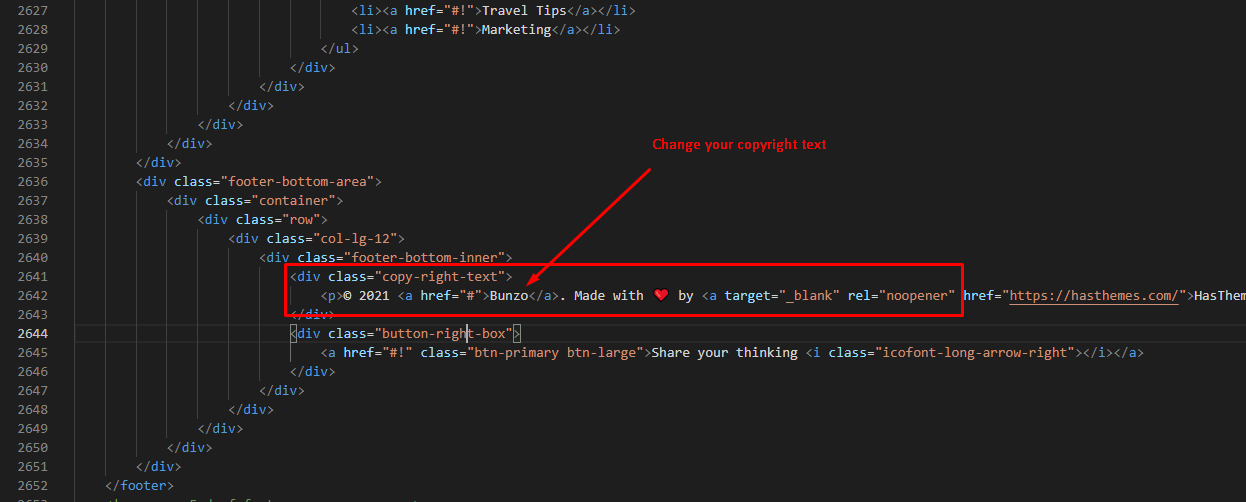 2627 <li><a href="#!">Travel Tips</a></li>
2628 <li><a href="#!">Marketing</a></li>
2629 </ul>
2630 </div>
2631 </div>
2632 </div>
2633 </div>
2634 </div>
Change your copyright text
2635 </div>
2636 <div class="footer-bottom-area">
2637 <div class="container">
2638 <div class="row">
2639 <div class="col-lg-12">
2640 <div class="footer-bottom-inner">
2641 <div class="copy-right-text">
2642 <p>© 2021 <a href="#">Bunzo</a>. Made with ❤️ by <a target="_blank" rel="noopener" href="https://hasthemes.com/">HasThem
2643 </div>
2644 <div class="button-right-box">
2645 <a href="#!" class="btn-primary btn-large">Share your thinking <i class="icofont-long-arrow-right"></i></a>
2646 </div>
2647 </div>
2648 </div>
2649 </div>
2650 </div>
2651 </div>
2652 </footer>